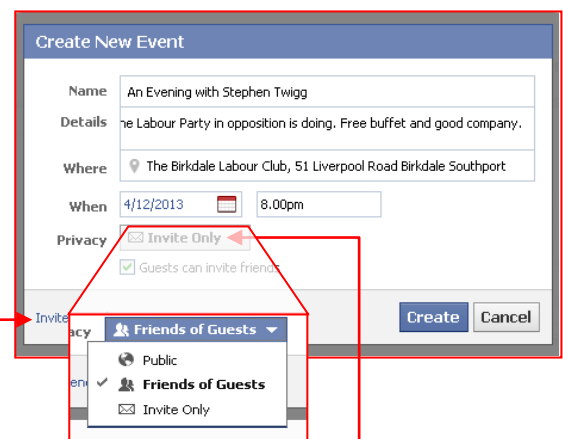 Create New Event
Name An Evening with Stephen Twigg
Details he Labour Party in opposition is doing. Free buffet and good company.
Where The Birkdale Labour Club, 51 Liverpool Road Birkdale Southport
When 4/12/2013 8.00pm
Privacy Invite Only
Guests can invite friends
Invite Create Cancel
acy Friends of Guests
Public
Friends of Guests
Invite Only